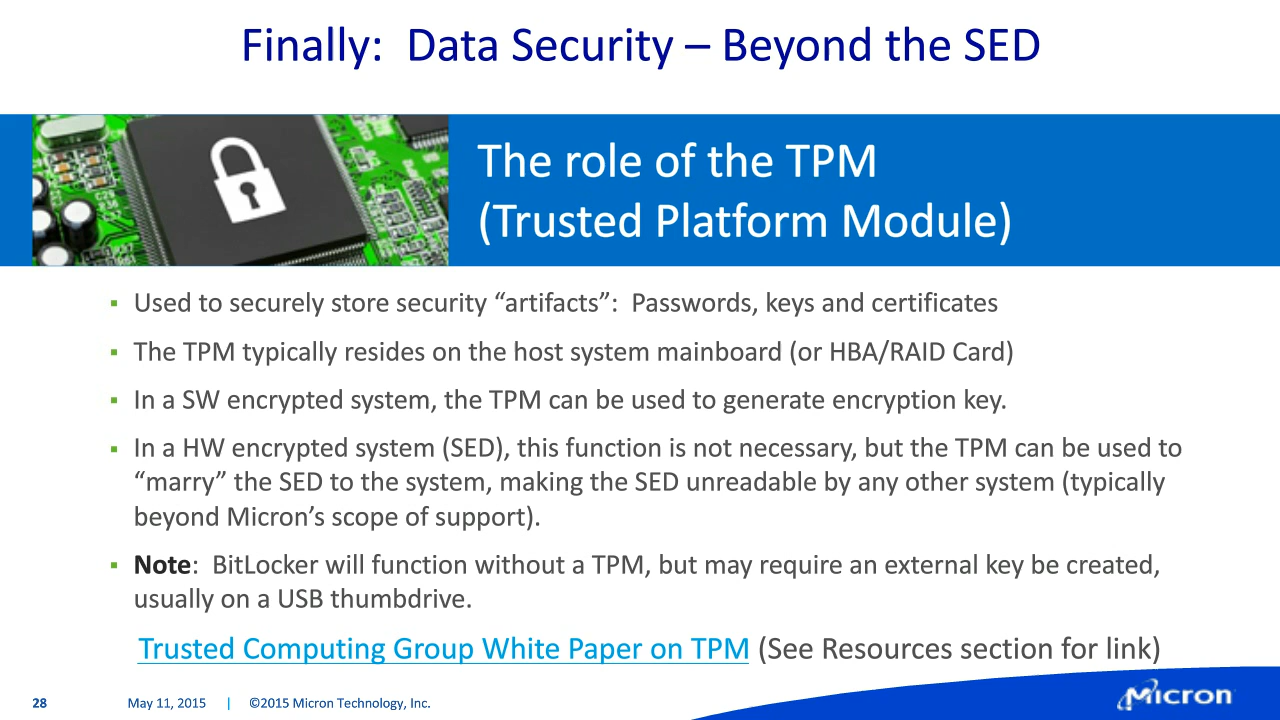 Finally:  Data Security – Beyond the SED
The role of the TPM
(Trusted Platform Module)
▪ Used to securely store security “artifacts”:  Passwords, keys and certificates
▪ The TPM typically resides on the host system mainboard (or HBA/RAID Card)
▪ In a SW encrypted system, the TPM can be used to generate encryption key.
▪ In a HW encrypted system (SED), this function is not necessary, but the TPM can be used to
“marry” the SED to the system, making the SED unreadable by any other system (typically
beyond Micron’s scope of support).
▪ Note:  BitLocker will function without a TPM, but may require an external key be created,
usually on a USB thumbdrive.
Trusted Computing Group White Paper on TPM (See Resources section for link)
28 May 11, 2015 | ©2015 Micron Technology, Inc.
Micron